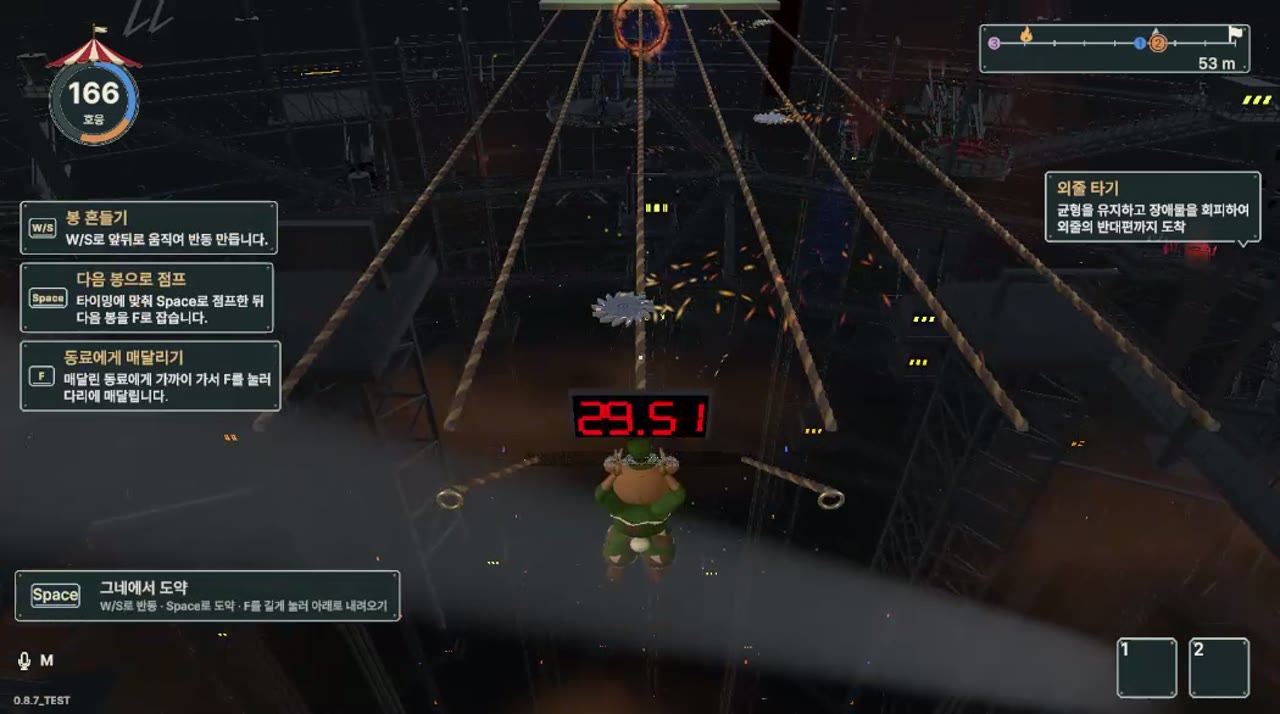 166
호응
3
1
2
53 m
W/S
봉 흔들기
W/S로 앞뒤로 움직여 반동 만듭니다.
외줄 타기
균형을 유지하고 장애물을 회피하여
외줄의 반대편까지 도착
Space
다음 봉으로 점프
타이밍에 맞춰 Space로 점프한 뒤
다음 봉을 F로 잡습니다.
F
동료에게 매달리기
매달린 동료에게 가까이 가서 F를 눌러
다리에 매달립니다.
29.51
Space
그네에서 도약
W/S로 반동 · Space로 도약 · F를 길게 눌러 아래로 내려오기
M
1
2
0.8.7_TEST